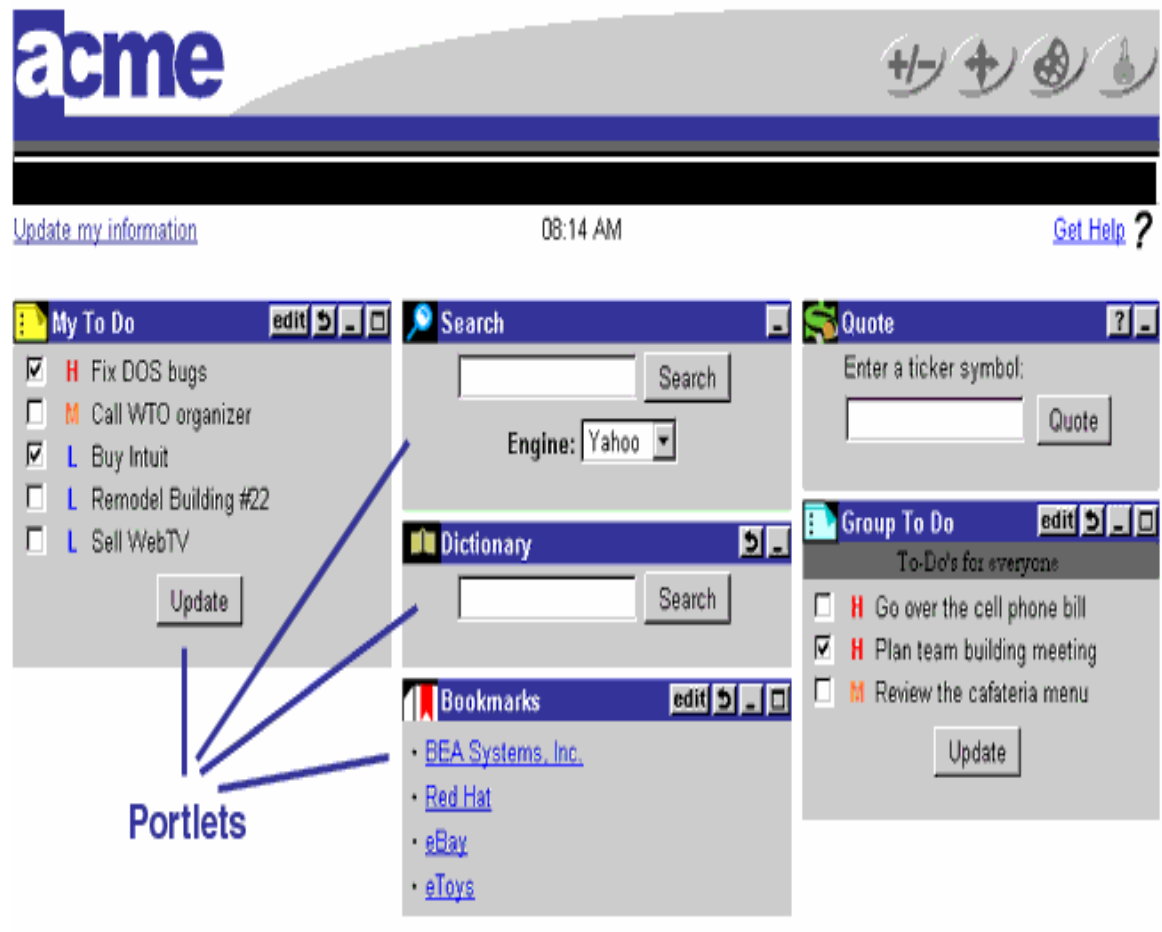 acme
+/-
Update my information
08:14 AM
Get Help ?
My To Do
edit
H Fix DOS bugs
M Call WTO organizer
L Buy Intuit
L Remodel Building #22
L Sell WebTV
Update
Search
Search
Engine: Yahoo
Dictionary
Search
Bookmarks
edit
· BEA Systems, Inc.
· Red Hat
· eBay
· eToys
Quote
?
Enter a ticker symbol:
Quote
Group To Do
edit
To-Do's for everyone
H Go over the cell phone bill
H Plan team building meeting
M Review the cafateria menu
Update
Portlets